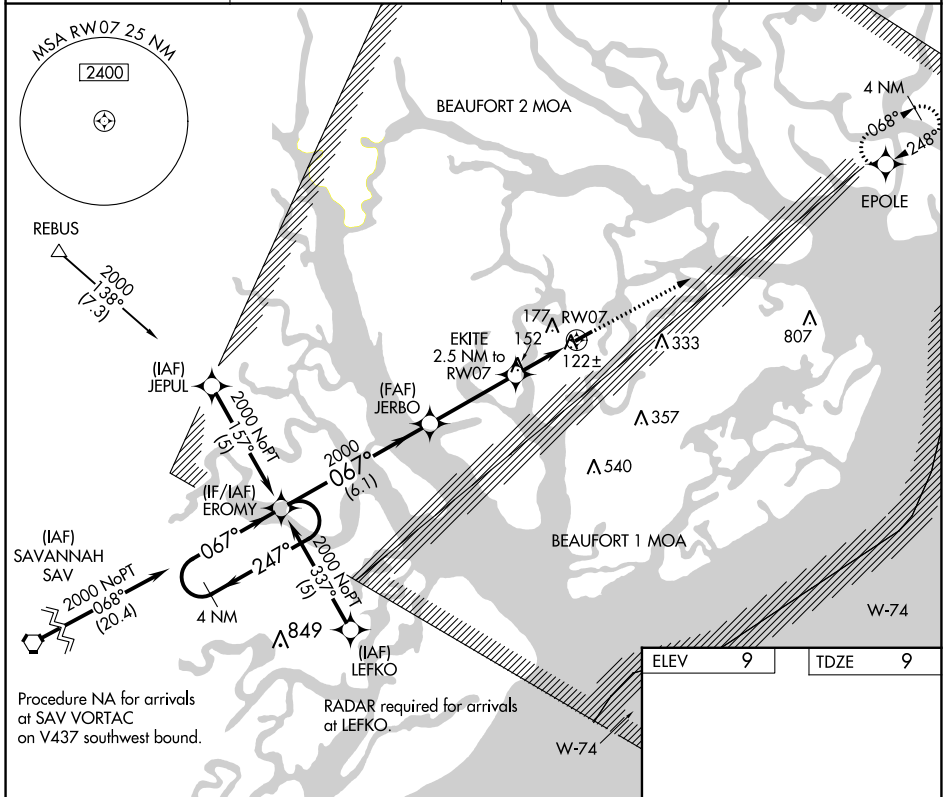 MSA RW07 25 NM
2400
BEAUFORT 2 MOA
4 NM
068°
248°
EPOLE
REBUS
2000
138°
(7.3)
177
RW07
152
122±
EKITE
2.5 NM to
RW07
333
807
(IAF)
JEPUL
2000 NoPT
157°
(5)
(FAF)
JERBO
357
2000
067°
(6.1)
540
(IF/IAF)
EROMY
067°
247°
4 NM
BEAUFORT 1 MOA
(IAF)
SAVANNAH
SAV
2000 NoPT
068°
(20.4)
2000 NoPT
337°
(5)
849
(IAF)
LEFKO
W-74
ELEV 9
TDZE 9
Procedure NA for arrivals
at SAV VORTAC
on V437 southwest bound.
RADAR required for arrivals
at LEFKO.
W-74